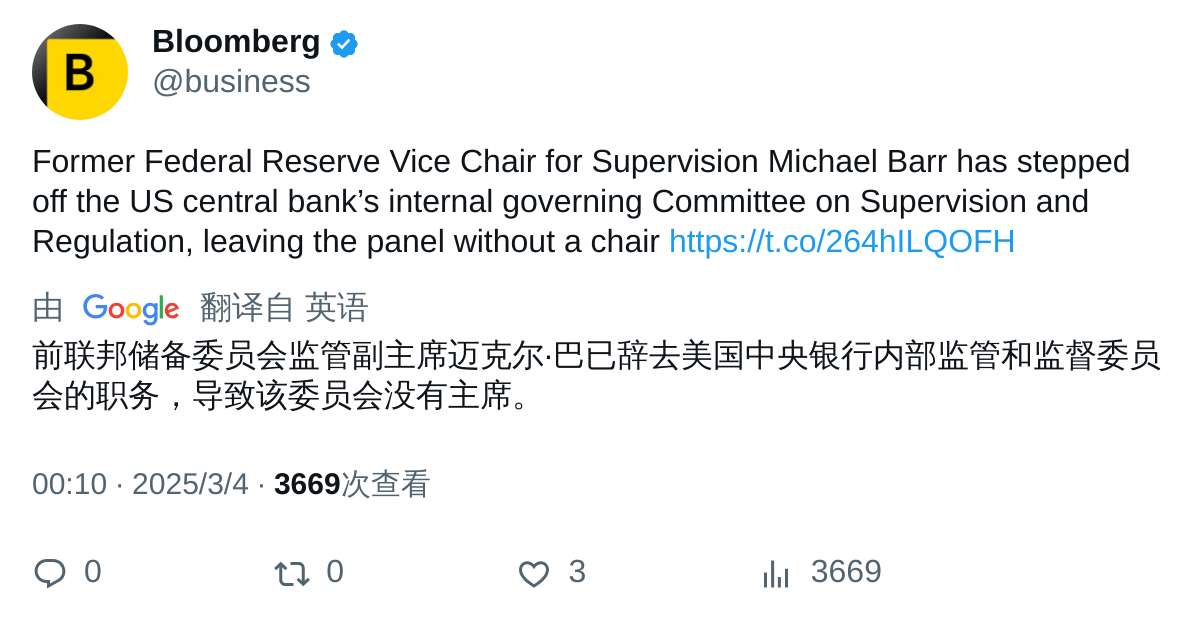 B
Bloomberg
@business
Former Federal Reserve Vice Chair for Supervision Michael Barr has stepped
off the US central bank’s internal governing Committee on Supervision and
Regulation, leaving the panel without a chair https://t.co/264hILQOFH
由 Google 翻译自 英语
前联邦储备委员会监管副主席迈克尔·巴已辞去美国中央银行内部监管和监督委员
会的职务，导致该委员会没有主席。
00:10 · 2025/3/4 · 3669次查看
0 0 3 3669